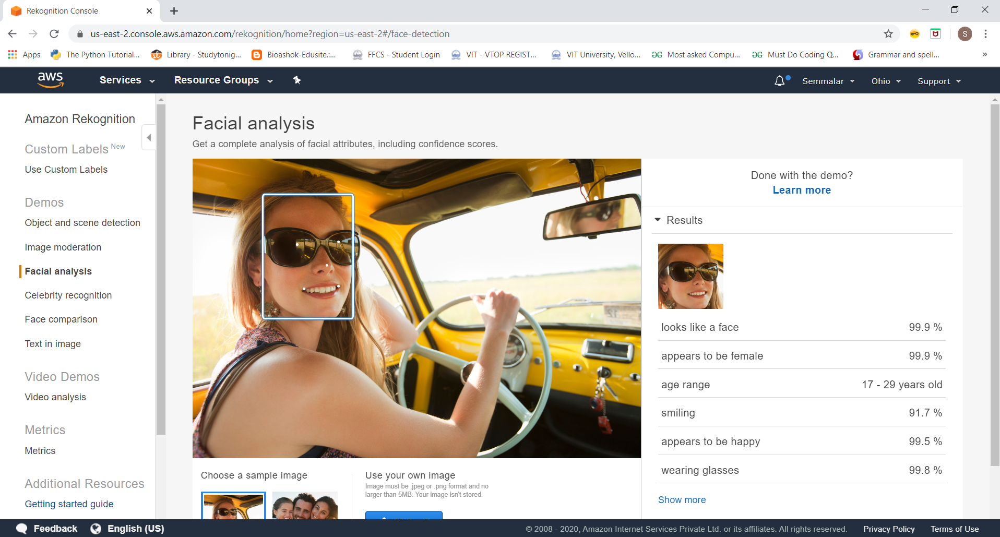 Rekognition Console
us-east-2.console.aws.amazon.com/rekognition/home?region=us-east-2#/face-detection
S
Apps
The Python Tutorial...
Library - Studytonig...
Bioashok-Edusite.:...
FFCS - Student Login
VIT - VTOP REGIST...
VIT University, Vello...
Most asked Compu...
Must Do Coding Q...
Grammar and spell...
»
aws
Services
Resource Groups
Semmalar
Ohio
Support
Amazon Rekognition
Custom Labels New
Use Custom Labels
Demos
Object and scene detection
Image moderation
Facial analysis
Celebrity recognition
Face comparison
Text in image
Video Demos
Video analysis
Metrics
Metrics
Additional Resources
Getting started guide
Facial analysis
Get a complete analysis of facial attributes, including confidence scores.
Choose a sample image
Use your own image
Image must be .jpeg or .png format and no
larger than 5MB. Your image isn't stored.
Done with the demo?
Learn more
Results
looks like a face 99.9 %
appears to be female 99.9 %
age range 17 - 29 years old
smiling 91.7 %
appears to be happy 99.5 %
wearing glasses 99.8 %
Show more
Feedback
English (US)
© 2008 - 2020, Amazon Internet Services Private Ltd. or its affiliates. All rights reserved.
Privacy Policy
Terms of Use